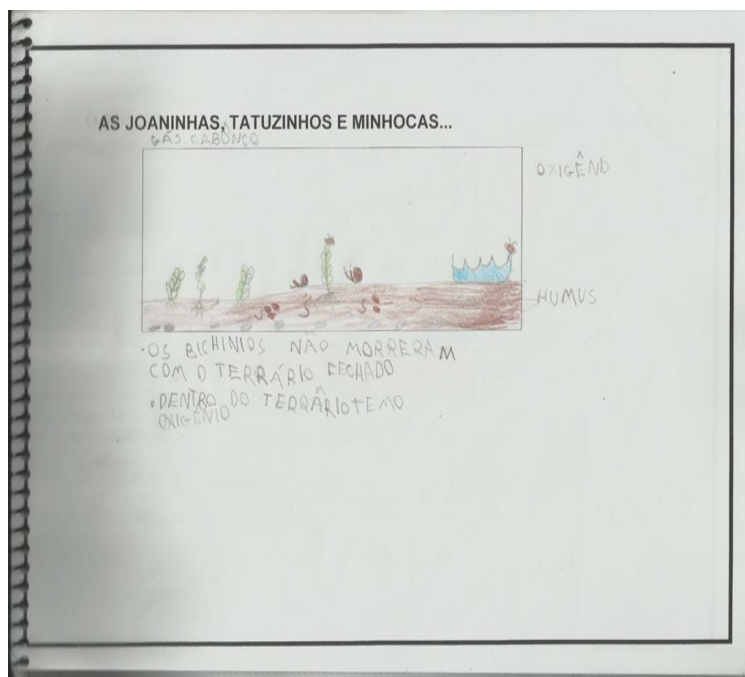 AS JOANINHAS, TATUZINHOS E MINHOCAS...
GÁS CABÔNCO
OXIGÊNO
HUMUS
·OS BICHINIOS NÃO MORRERAM
COM O TERRÁRIO FECHADO
·DENTRO DO TERRÂRIO TEMO
OXIGÊNIO